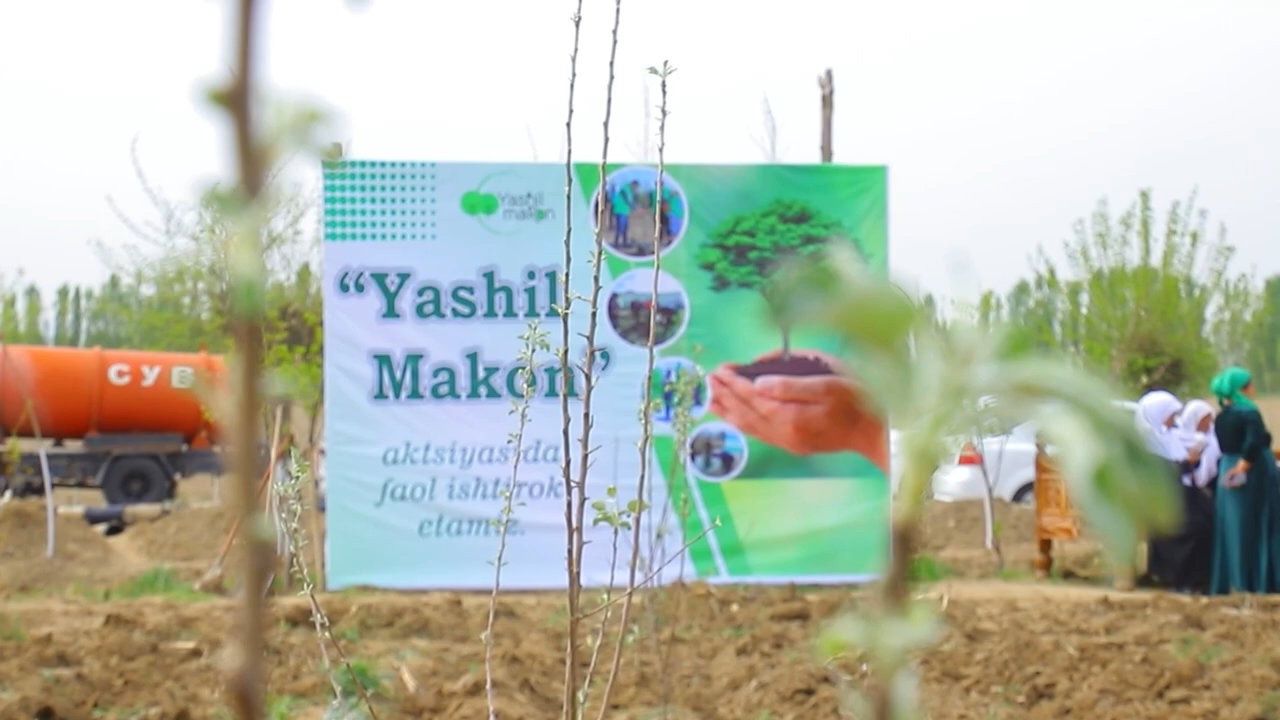 Yashil
makon
“Yashil
Makon”
aktsiyasida
faol ishtirok
etamiz.
СУВ